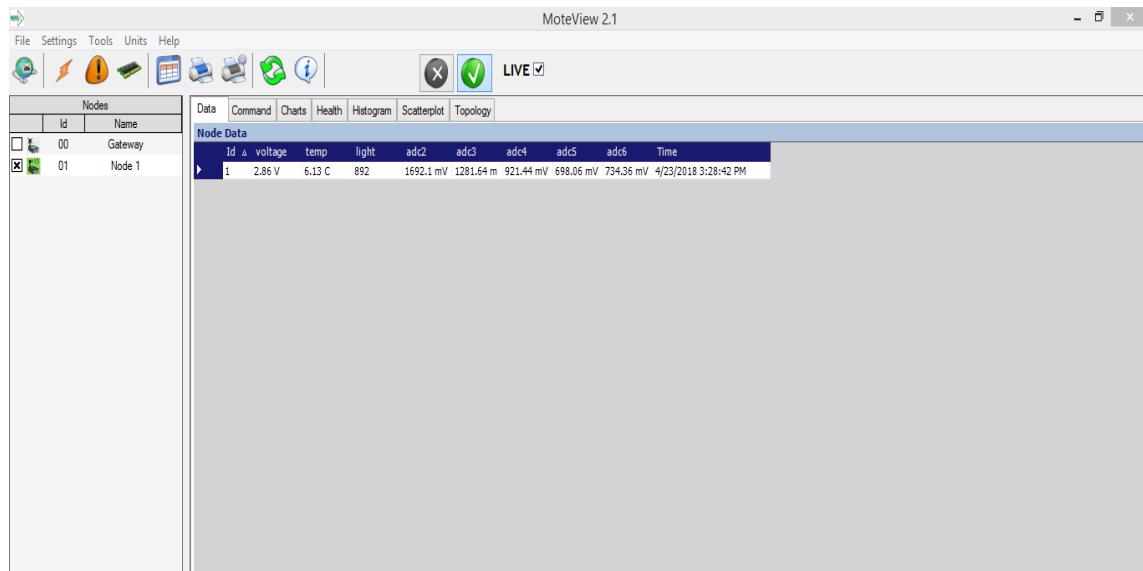 MoteView 2.1
File Settings Tools Units Help
LIVE
Nodes
Id Name
00 Gateway
01 Node 1
Data Command Charts Health Histogram Scatterplot Topology
Node Data
Id voltage temp light adc2 adc3 adc4 adc5 adc6 Time
1 2.86 V 6.13 C 892 1692.1 mV 1281.64 m 921.44 mV 698.06 mV 734.36 mV 4/23/2018 3:28:42 PM